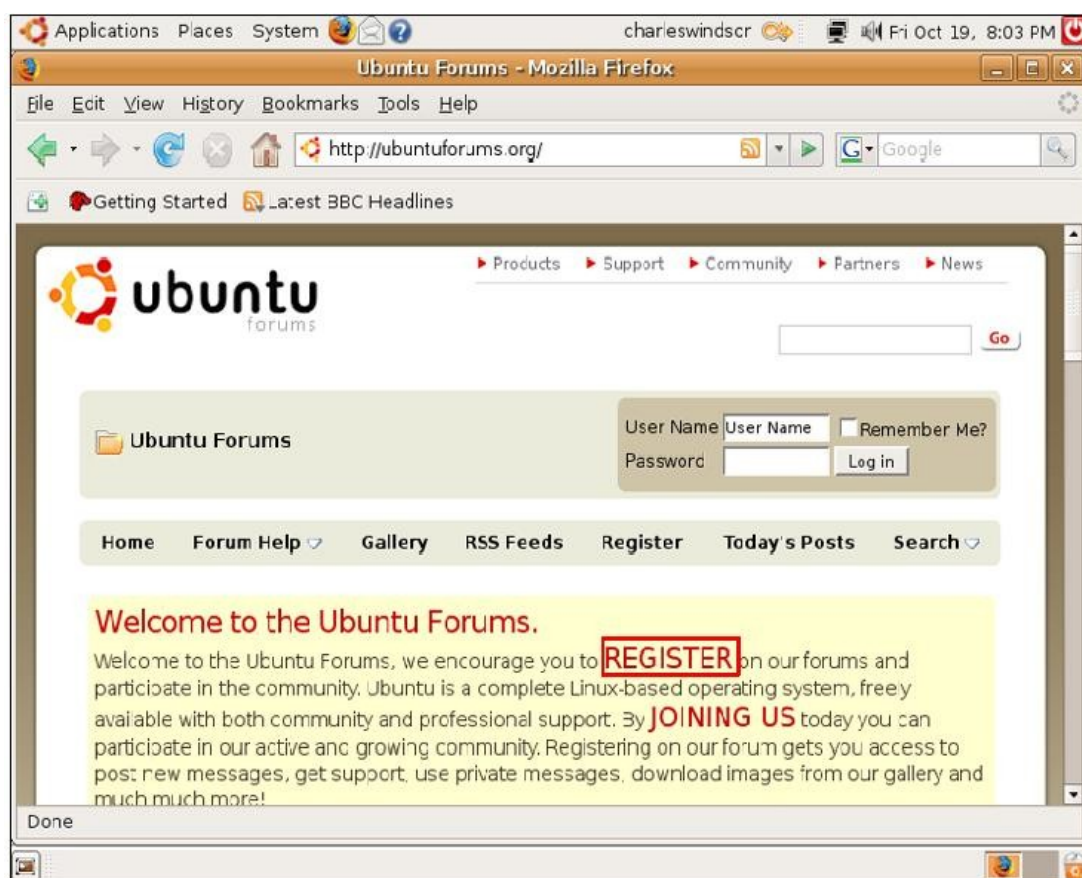 Applications Places System charleswindsor Fri Oct 19, 8:03 PM
Ubuntu Forums - Mozilla Firefox
File Edit View History Bookmarks Tools Help
http://ubuntuforums.org/ G Google
Getting Started Latest BBC Headlines
Products Support Community Partners News
ubuntu
forums
Go
User Name User Name Remember Me?
Ubuntu Forums
Password Log in
Home Forum Help Gallery RSS Feeds Register Today's Posts Search
Welcome to the Ubuntu Forums.
Welcome to the Ubuntu Forums, we encourage you to REGISTER on our forums and
participate in the community. Ubuntu is a complete Linux-based operating system, freely
available with both community and professional support. By JOINING US today you can
participate in our active and growing community. Registering on our forum gets you access to
post new messages, get support, use private messages, download images from our gallery and
much much more!
Done